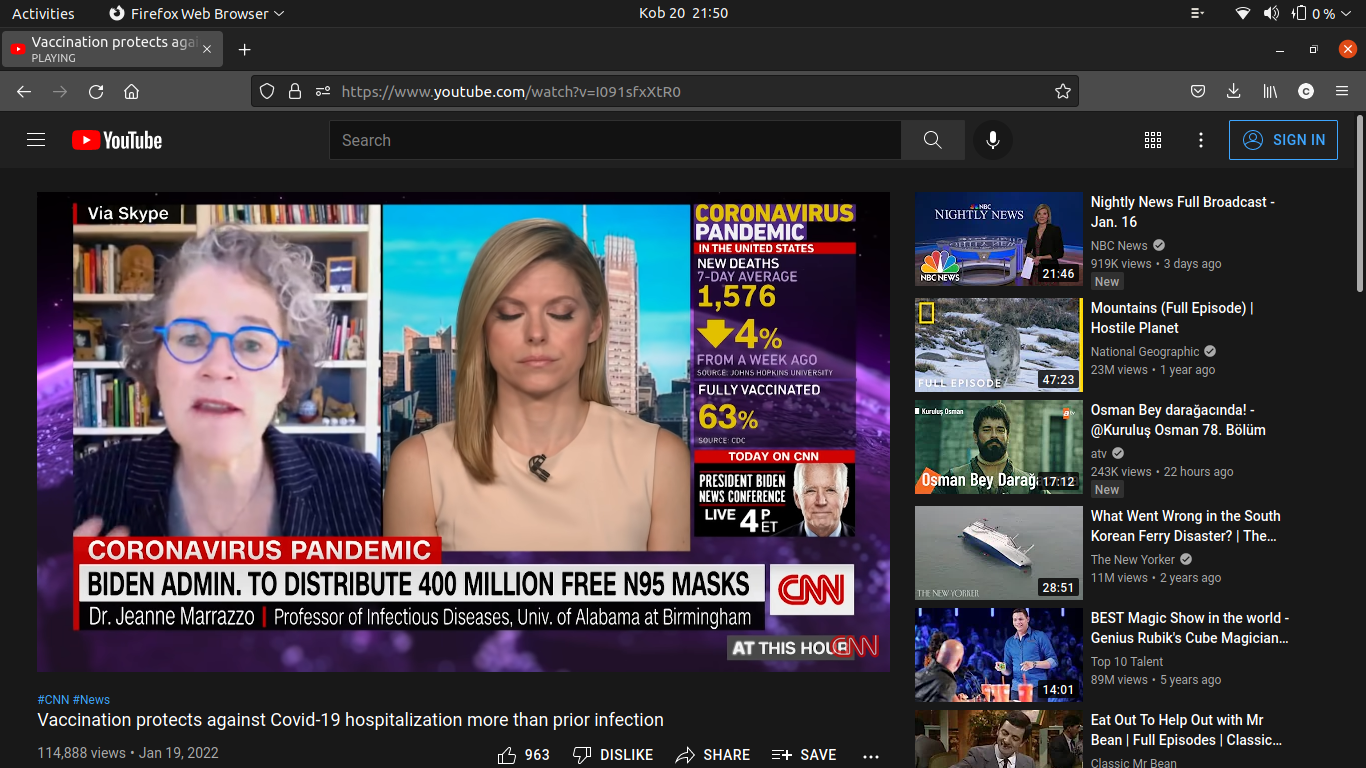 Activities
Firefox Web Browser
Kob 20 21:50
0 %
Vaccination protects aga
PLAYING
https://www.youtube.com/watch?v=I091sfxXtR0
C
YouTube
Search
SIGN IN
Via Skype
CORONAVIRUS
PANDEMIC
IN THE UNITED STATES
NEW DEATHS
7-DAY AVERAGE
1,576
4%
FROM A WEEK AGO
SOURCE: JOHNS HOPKINS UNIVERSITY
FULLY VACCINATED
63%
SOURCE: CDC
TODAY ON CNN
PRESIDENT BIDEN
NEWS CONFERENCE
LIVE 4 P ET
CORONAVIRUS PANDEMIC
BIDEN ADMIN. TO DISTRIBUTE 400 MILLION FREE N95 MASKS
CNN
Dr. Jeanne Marrazzo | Professor of Infectious Diseases, Univ. of Alabama at Birmingham
AT THIS HOUR
CNN
#CNN #News
Vaccination protects against Covid-19 hospitalization more than prior infection
114,888 views • Jan 19, 2022
963
DISLIKE
SHARE
SAVE
NBC
NIGHTLY NEWS
NBC NEWS
21:46
Nightly News Full Broadcast -
Jan. 16
NBC News
919K views • 3 days ago
New
FULL EPISODE
47:23
Mountains (Full Episode) |
Hostile Planet
National Geographic
23M views • 1 year ago
Kuruluş Osman
atv
Osman Bey Darağa
17:12
Osman Bey darağacında! -
@Kuruluş Osman 78. Bölüm
atv
243K views • 22 hours ago
New
THE NEW YORKER
28:51
What Went Wrong in the South
Korean Ferry Disaster? | The...
The New Yorker
11M views • 2 years ago
14:01
BEST Magic Show in the world -
Genius Rubik's Cube Magician...
Top 10 Talent
89M views • 5 years ago
Eat Out To Help Out with Mr
Bean | Full Episodes | Classic...
Classic Mr Bean